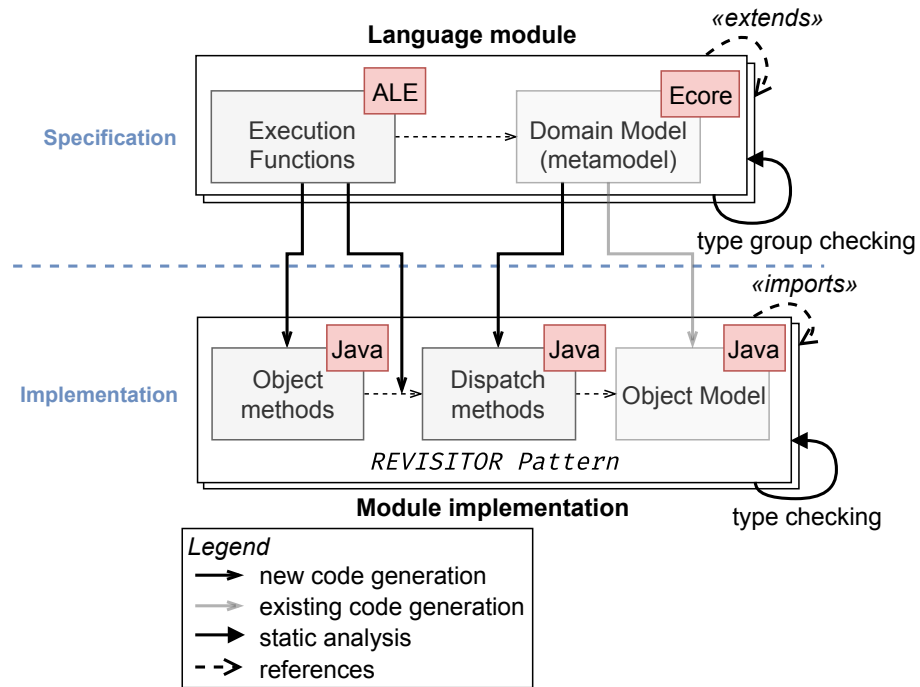 «extends»
Language module
ALE
Ecore
Execution
Functions
Domain Model
(metamodel)
Specification
type group checking
«imports»
Java
Java
Java
Object
methods
Dispatch
methods
Object Model
Implementation
REVISITOR Pattern
Module implementation
type checking
Legend
new code generation
existing code generation
static analysis
references